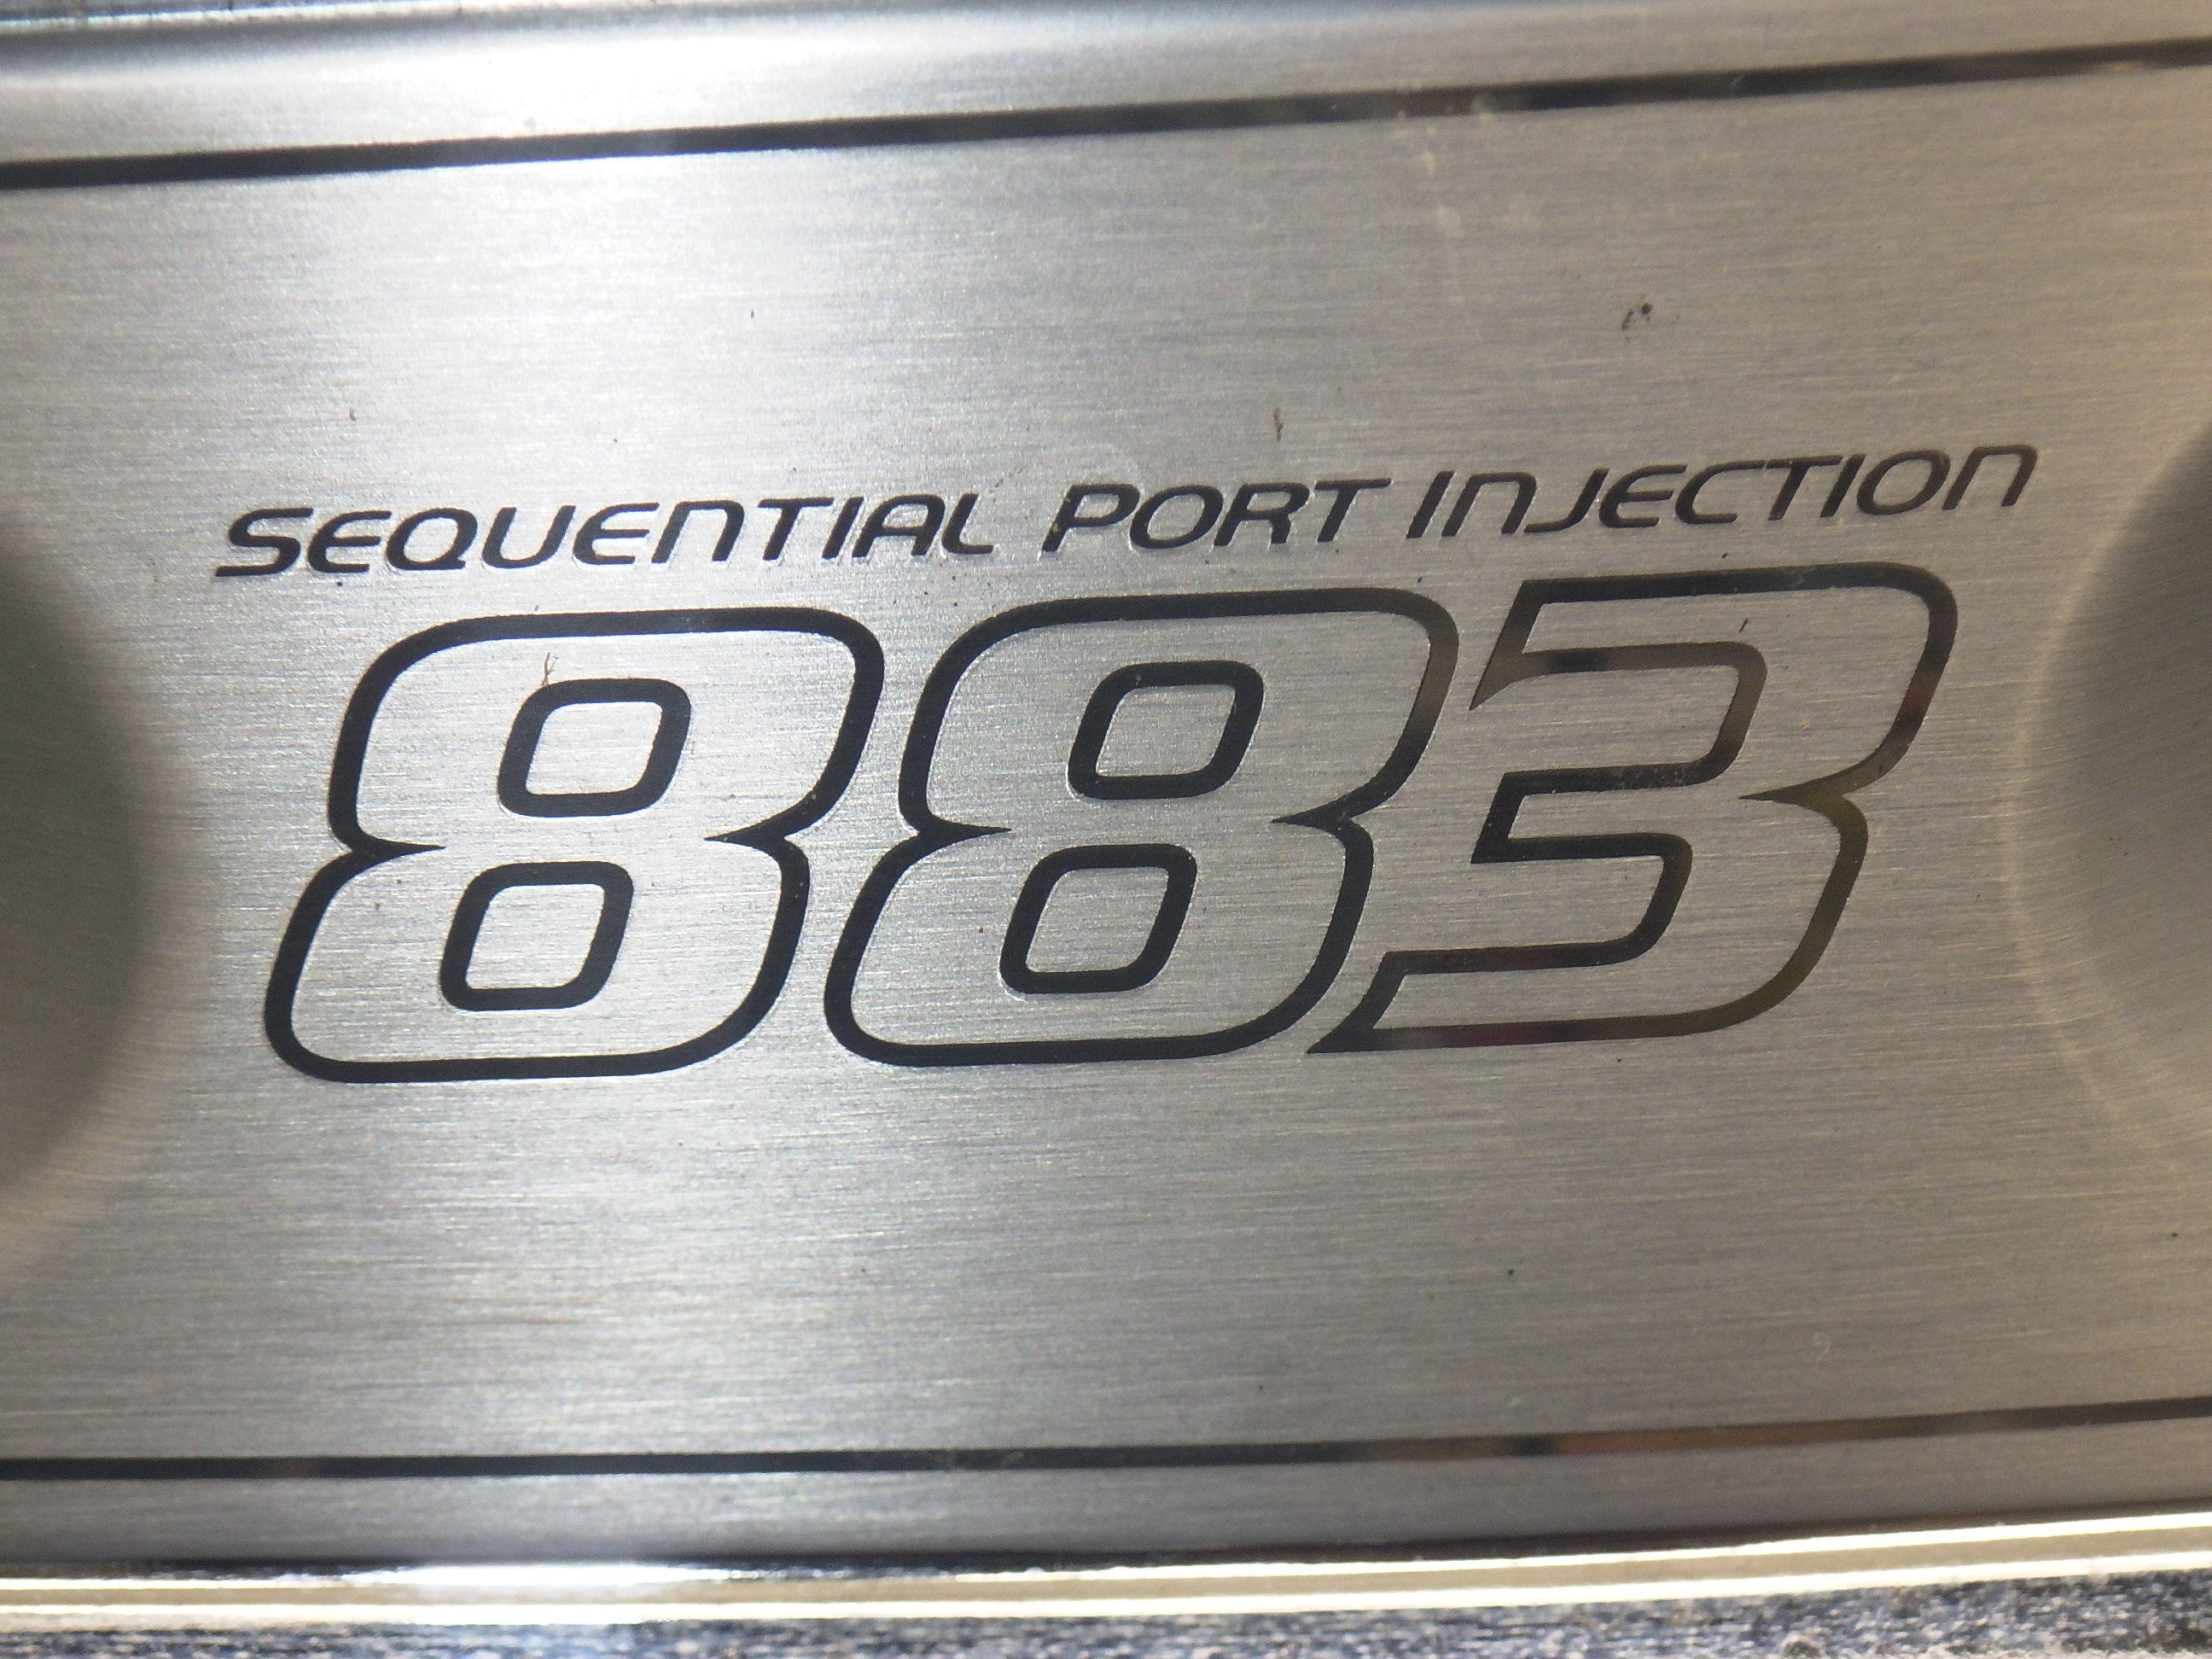 SEQUENTIAL PORT INJECTION
883